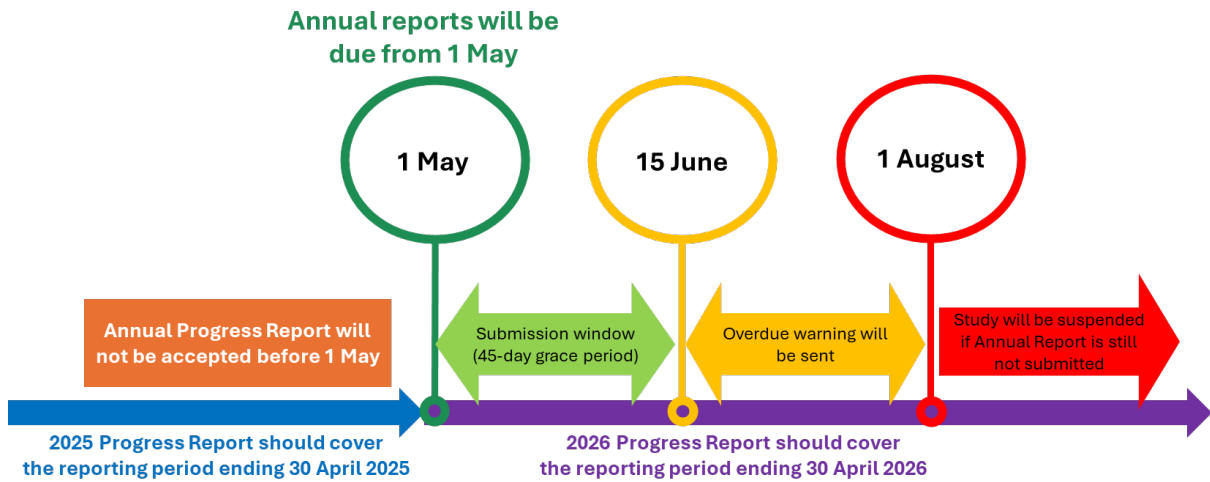 Annual reports will be
due from 1 May
1 May
15 June
1 August
Annual Progress Report will
not be accepted before 1 May
Submission window
(45-day grace period)
Overdue warning will
be sent
Study will be suspended
if Annual Report is still
not submitted
2025 Progress Report should cover
the reporting period ending 30 April 2025
2026 Progress Report should cover
the reporting period ending 30 April 2026